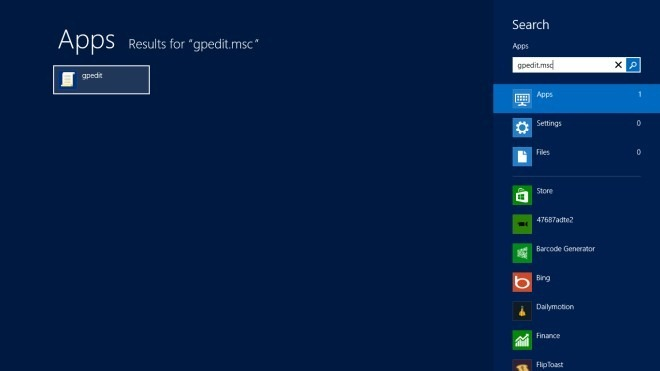 Apps Results for “gpedit.msc”
gpedit
Search
Apps
gpedit.msc
Apps 1
Settings 0
Files 0
Store
47687adte2
Barcode Generator
Bing
Dailymotion
Finance
FlipToast